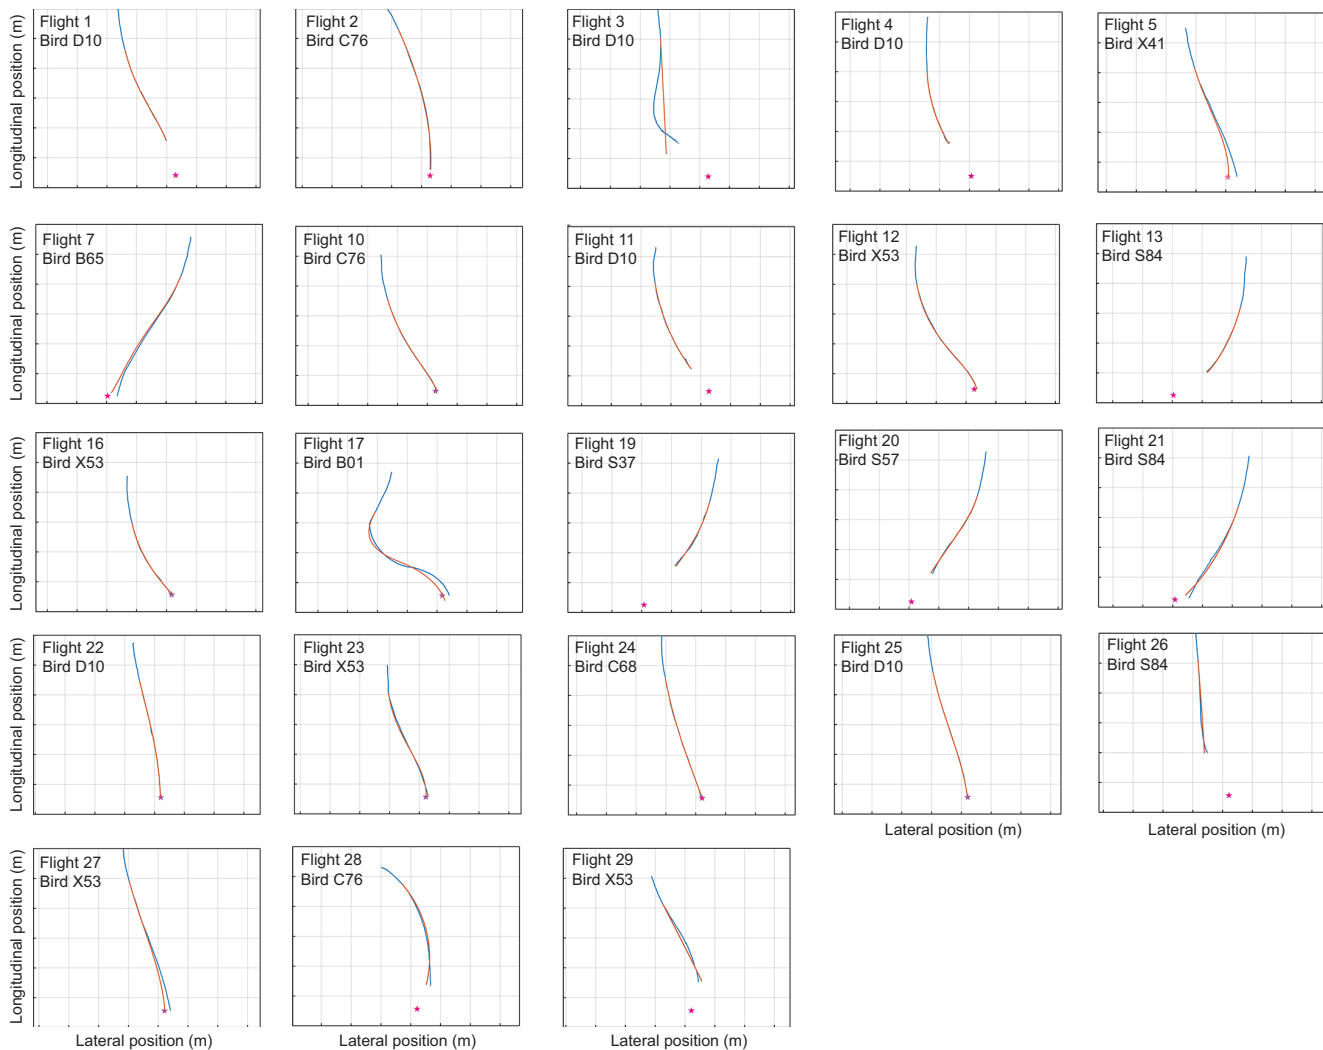 Longitudinal position (m)
Flight 1
Bird D10
Flight 2
Bird C76
Flight 3
Bird D10
Flight 4
Bird D10
Flight 5
Bird X41
Longitudinal position (m)
Flight 7
Bird B65
Flight 10
Bird C76
Flight 11
Bird D10
Flight 12
Bird X53
Flight 13
Bird S84
Longitudinal position (m)
Flight 16
Bird X53
Flight 17
Bird B01
Flight 19
Bird S37
Flight 20
Bird S57
Flight 21
Bird S84
Longitudinal position (m)
Flight 22
Bird D10
Flight 23
Bird X53
Flight 24
Bird C68
Flight 25
Bird D10
Flight 26
Bird S84
Lateral position (m)
Lateral position (m)
Longitudinal position (m)
Flight 27
Bird X53
Flight 28
Bird C76
Flight 29
Bird X53
Lateral position (m)
Lateral position (m)
Lateral position (m)